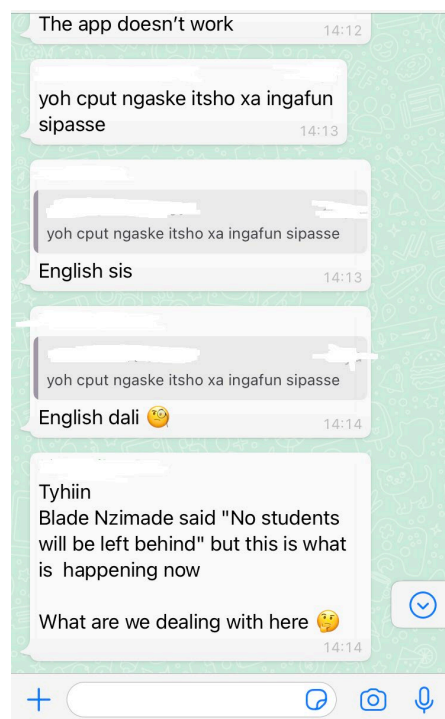 The app doesn't work
14:12
yoh cput ngaske itsho xa ingafun
sipasse
14:13
yoh cput ngaske itsho xa ingafun sipasse
English sis
14:13
yoh cput ngaske itsho xa ingafun sipasse
English dali 🧐
14:14
Tyhiin
Blade Nzimade said "No students
will be left behind" but this is what
is  happening now
What are we dealing with here 🤔
14:14